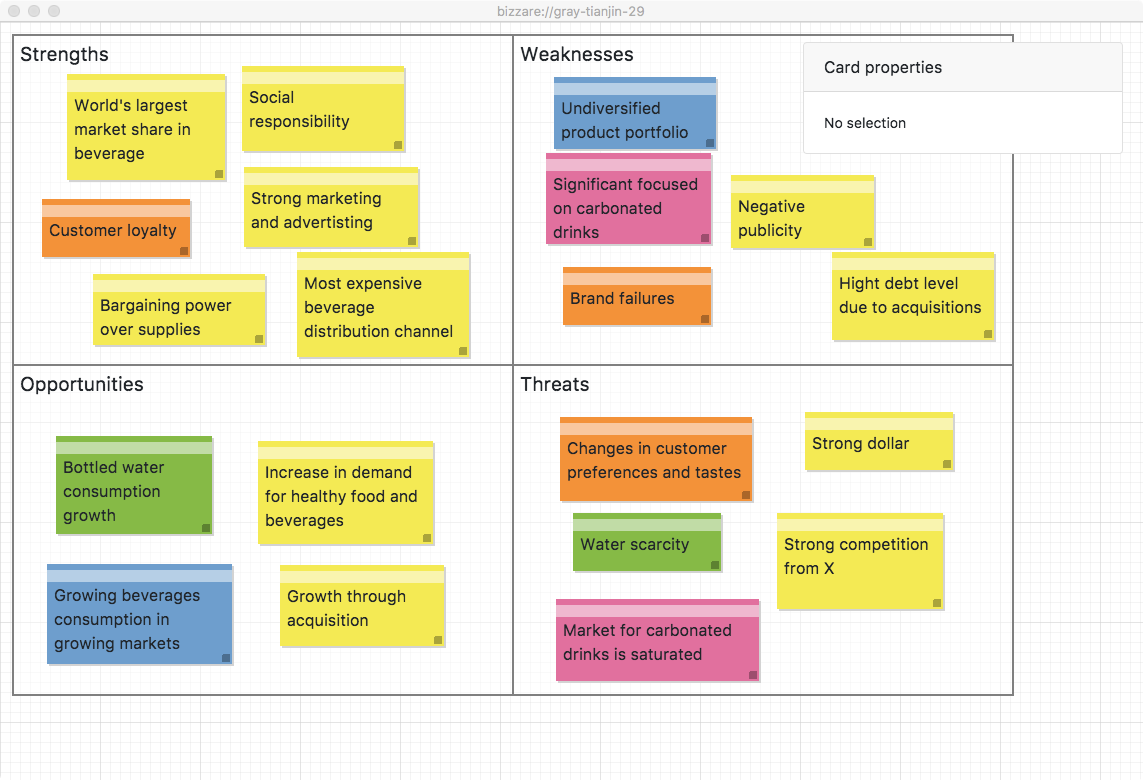 bizzare://gray-tianjin-29
Strengths
World's largest
market share in
beverage
Social
responsibility
Customer loyalty
Strong marketing
and advertisting
Bargaining power
over supplies
Most expensive
beverage
distribution channel
Weaknesses
Undiversified
product portfolio
Significant focused
on carbonated
drinks
Negative
publicity
Brand failures
Hight debt level
due to acquisitions
Card properties
No selection
Opportunities
Bottled water
consumption
growth
Increase in demand
for healthy food and
beverages
Growing beverages
consumption in
growing markets
Growth through
acquisition
Threats
Changes in customer
preferences and tastes
Strong dollar
Water scarcity
Strong competition
from X
Market for carbonated
drinks is saturated